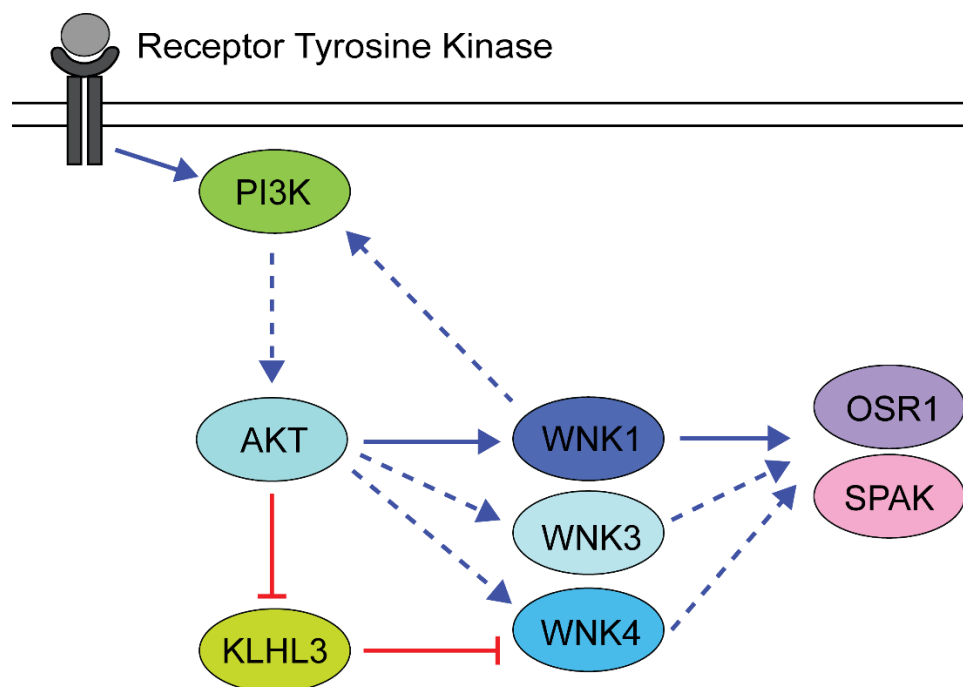 Receptor Tyrosine Kinase
PI3K
AKT
WNK1
OSR1
SPAK
WNK3
WNK4
KLHL3